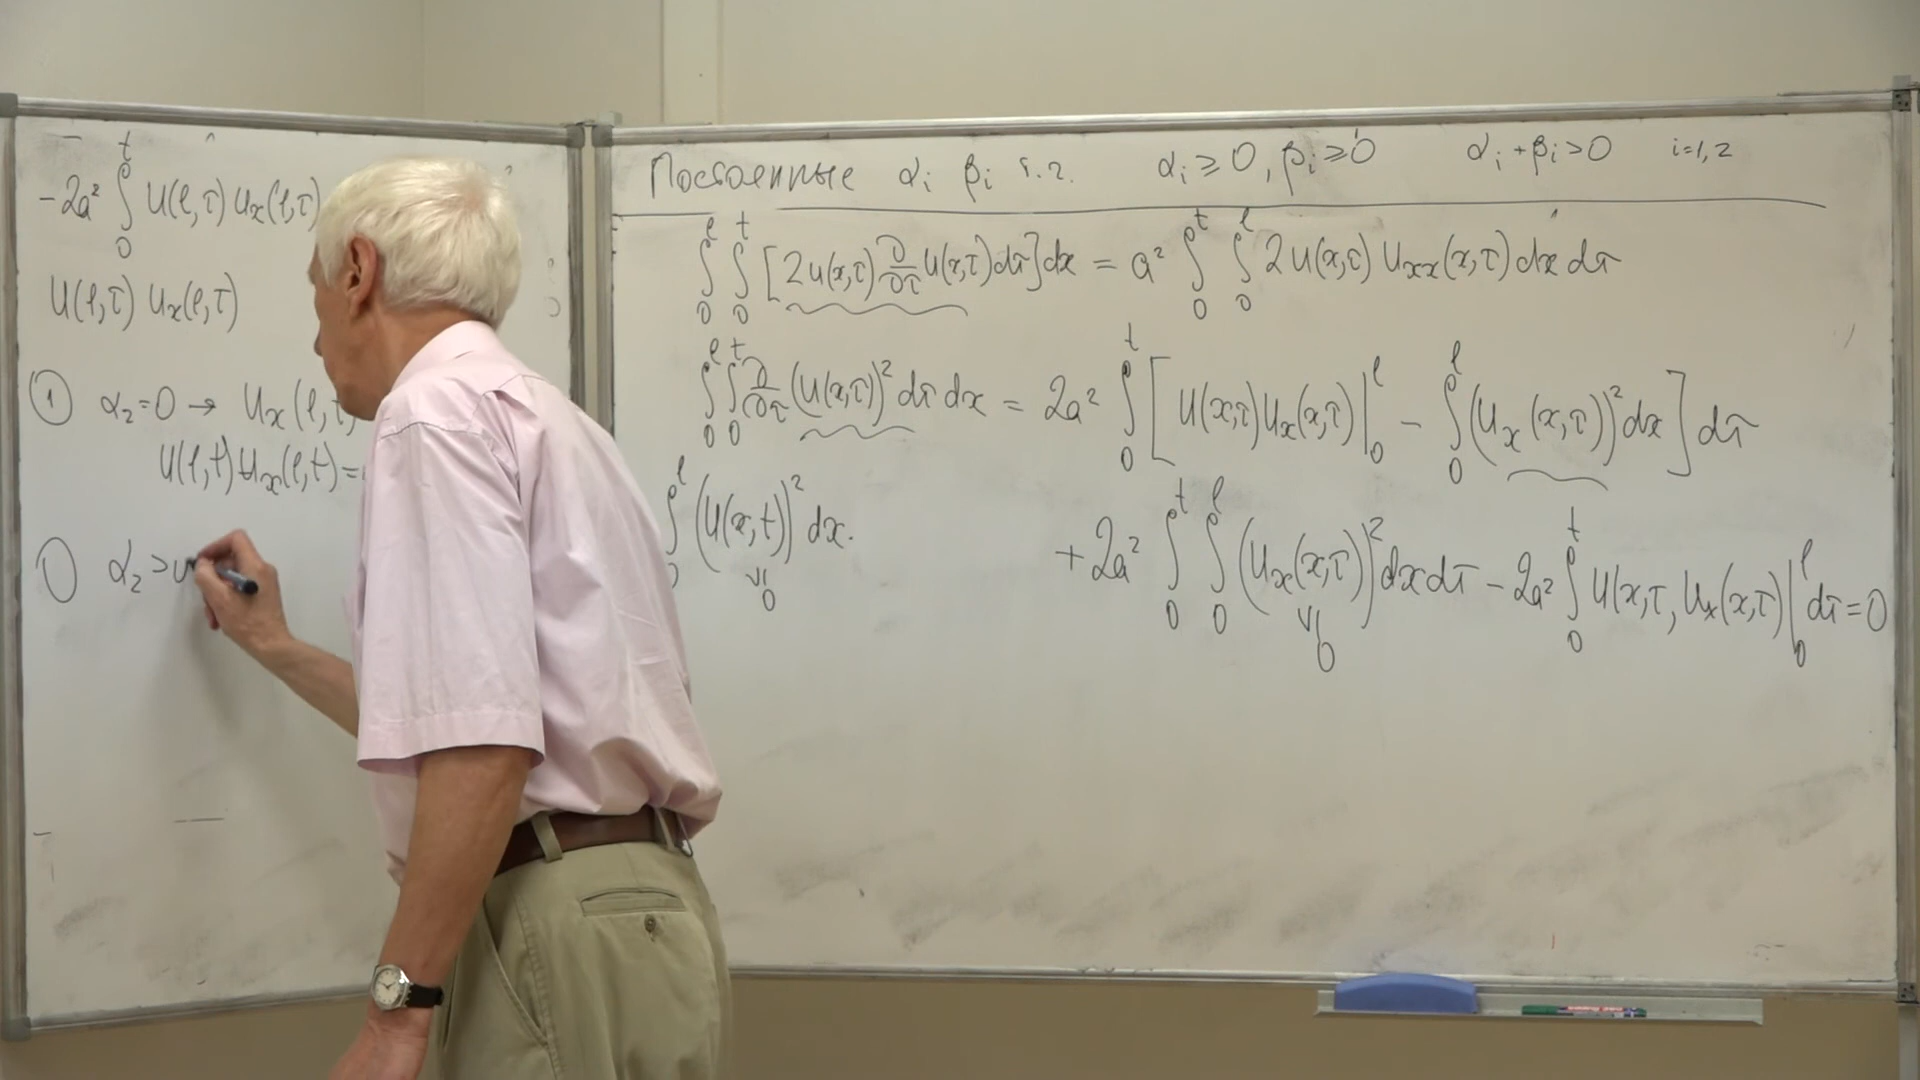 -2a² ∫₀ᵗ U(ℓ,τ) Uₓ(ℓ,τ)
U(ℓ,τ) Uₓ(ℓ,τ)
① α₂=0 → Uₓ(ℓ,τ
U(ℓ,t) Uₓ(ℓ,t)=
α₂>
Постоянные αᵢ βᵢ т.ч. αᵢ ≥ 0, βᵢ ≥ 0 αᵢ + βᵢ > 0 i=1,2
∫₀ˡ ∫₀ᵗ [2u(x,τ) ∂/∂τ u(x,τ) dτ] dx = a² ∫₀ᵗ ∫₀ˡ 2u(x,τ) uₓₓ(x,τ) dx dτ
∫₀ˡ ∫₀ᵗ ∂/∂τ (u(x,τ))² dτ dx = 2a² ∫₀ᵗ [ U(x,τ) Uₓ(x,τ) |₀ˡ - ∫₀ˡ (Uₓ(x,τ))² dx ] dτ
∫₀ˡ (U(x,t))² dx. + 2a² ∫₀ᵗ ∫₀ˡ (Uₓ(x,τ))² dx dτ - 2a² ∫₀ᵗ U(x,τ, Uₓ(x,τ) |₀ˡ dτ = 0
∨| 0 ∨| 0